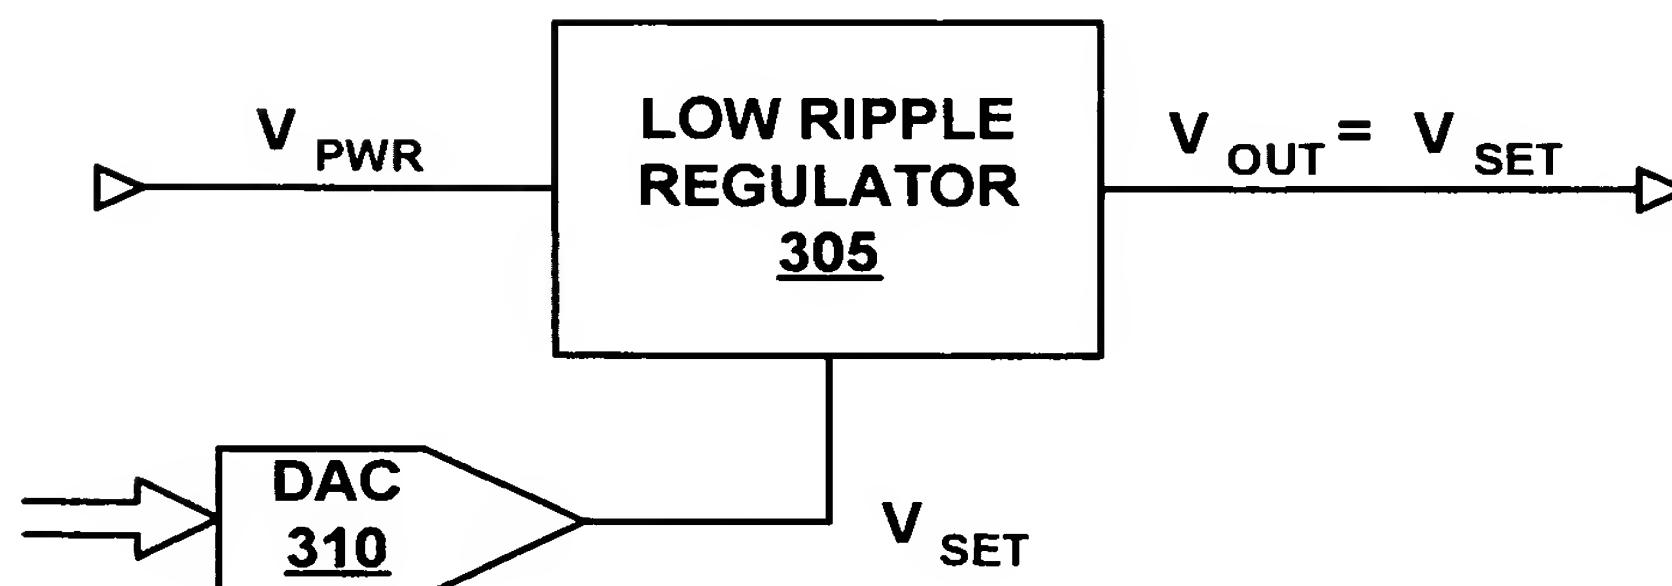 V PWR
LOW RIPPLE
REGULATOR
305
V OUT = V SET
DAC
310
V SET